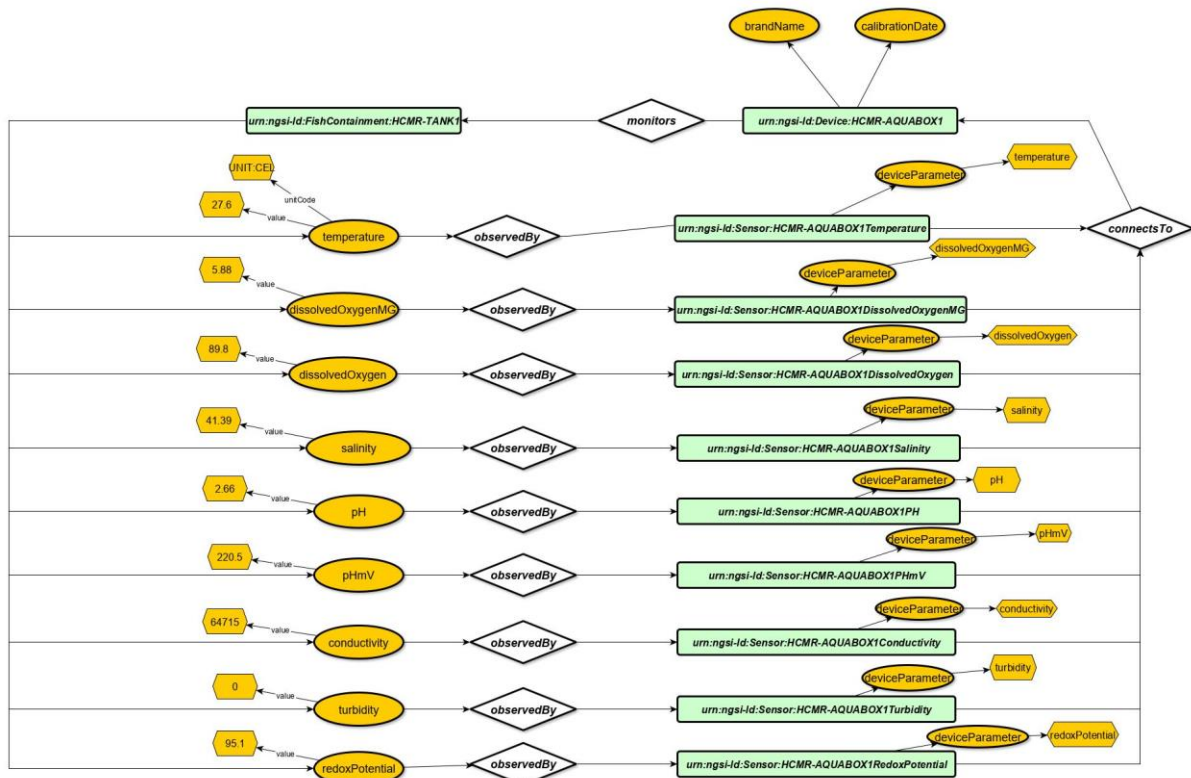 brandName
calibrationDate
urn:ngsi-ld:FishContainment:HCMR-TANK1
monitors
urn:ngsi-ld:Device:HCMR-AQUABOX1
UNIT:CEL
unitCode
27.6
value
temperature
observedBy
urn:ngsi-ld:Sensor:HCMR-AQUABOX1Temperature
deviceParameter
temperature
connectsTo
5.88
value
dissolvedOxygenMG
observedBy
urn:ngsi-ld:Sensor:HCMR-AQUABOX1DissolvedOxygenMG
deviceParameter
dissolvedOxygenMG
89.8
value
dissolvedOxygen
observedBy
urn:ngsi-ld:Sensor:HCMR-AQUABOX1DissolvedOxygen
deviceParameter
dissolvedOxygen
41.39
value
salinity
observedBy
urn:ngsi-ld:Sensor:HCMR-AQUABOX1Salinity
deviceParameter
salinity
2.66
value
pH
observedBy
urn:ngsi-ld:Sensor:HCMR-AQUABOX1PH
deviceParameter
pH
220.5
value
pHmV
observedBy
urn:ngsi-ld:Sensor:HCMR-AQUABOX1PHmV
deviceParameter
pHmV
64715
value
conductivity
observedBy
urn:ngsi-ld:Sensor:HCMR-AQUABOX1Conductivity
deviceParameter
conductivity
0
value
turbidity
observedBy
urn:ngsi-ld:Sensor:HCMR-AQUABOX1Turbidity
deviceParameter
turbidity
95.1
value
redoxPotential
observedBy
urn:ngsi-ld:Sensor:HCMR-AQUABOX1RedoxPotential
deviceParameter
redoxPotential